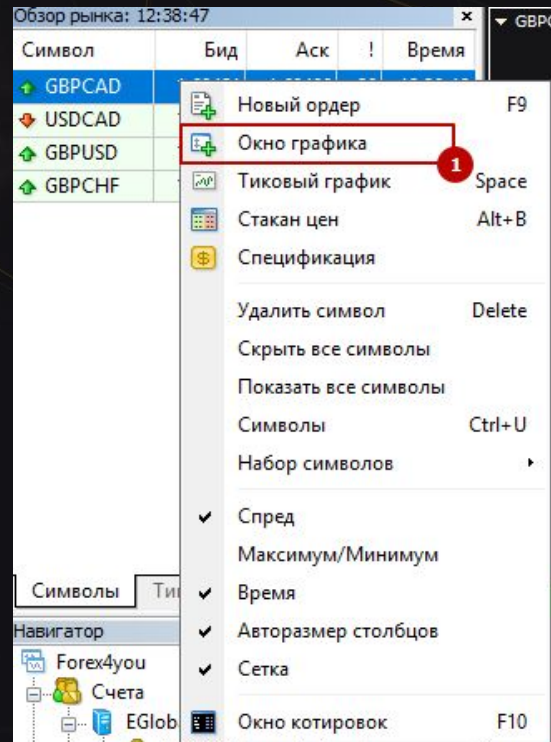 Обзор рынка: 12:38:47
GBP
Символ Бид Аск ! Время
GBPCAD
USDCAD
GBPUSD
GBPCHF
Новый ордер F9
Окно графика
1
Тиковый график Space
Стакан цен Alt+B
Спецификация
Удалить символ Delete
Скрыть все символы
Показать все символы
Символы Ctrl+U
Набор символов
Спред
Максимум/Минимум
Время
Авторазмер столбцов
Сетка
Окно котировок F10
Символы Ти
Навигатор
Forex4you
Счета
EGlob